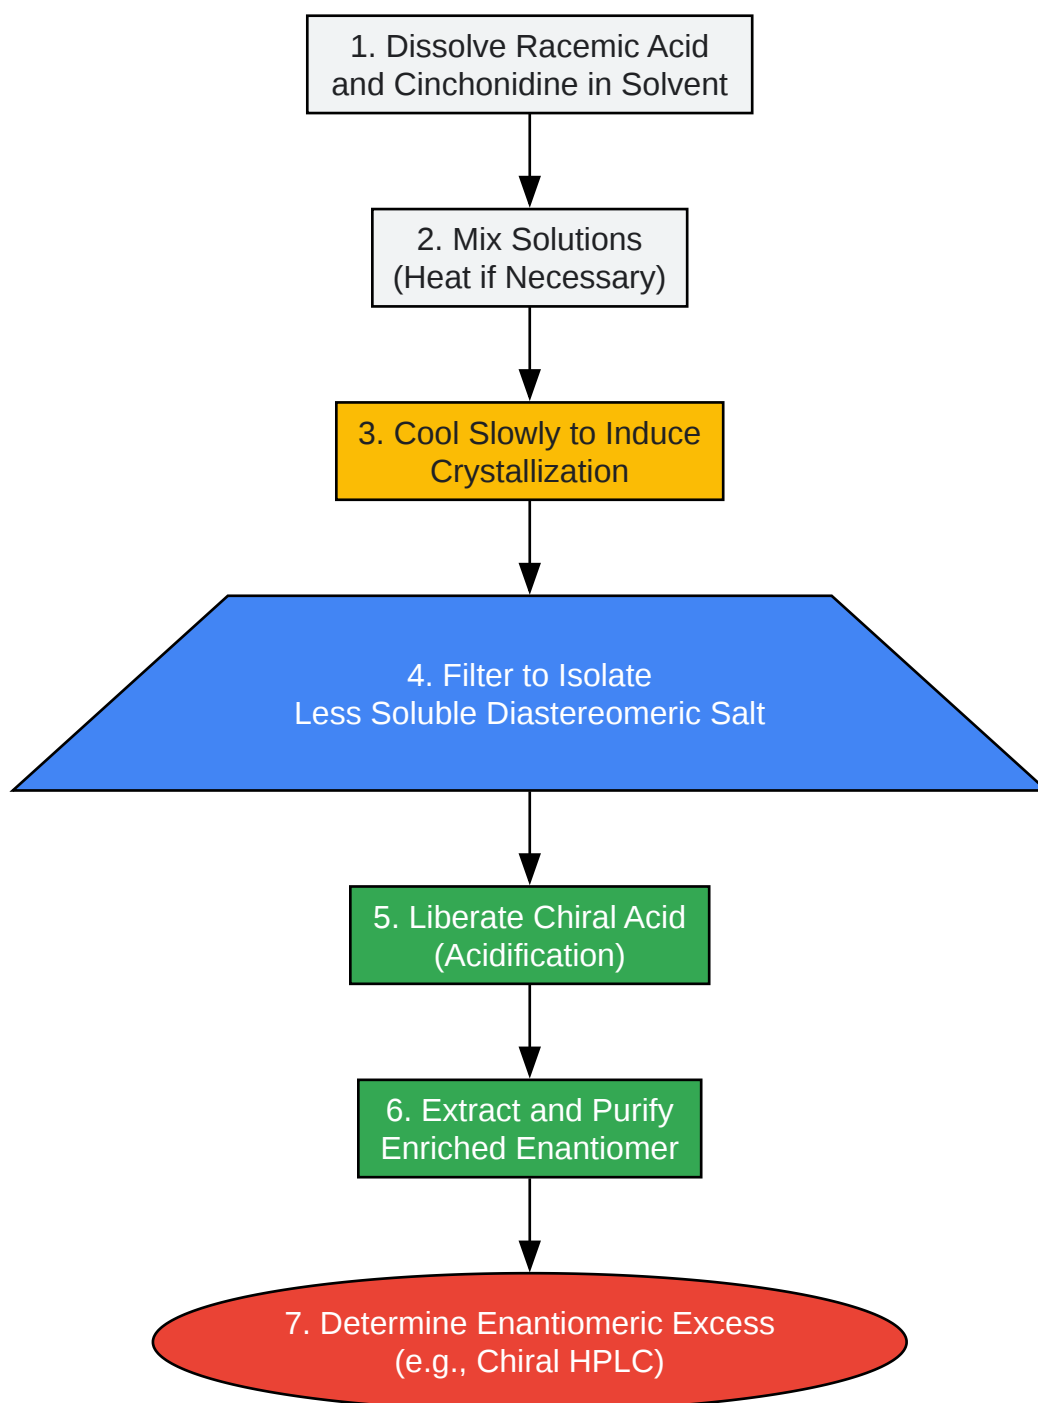 1. Dissolve Racemic Acid
and Cinchonidine in Solvent
2. Mix Solutions
(Heat if Necessary)
3. Cool Slowly to Induce
Crystallization
4. Filter to Isolate
Less Soluble Diastereomeric Salt
5. Liberate Chiral Acid
(Acidification)
6. Extract and Purify
Enriched Enantiomer
7. Determine Enantiomeric Excess
(e.g., Chiral HPLC)